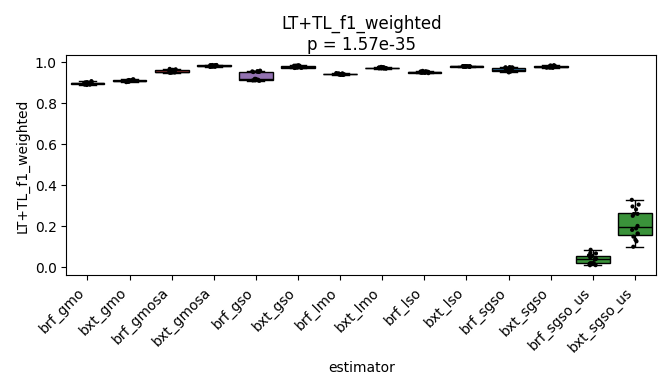 LT+TL_f1_weighted
p = 1.57e-35
LT+TL_f1_weighted
1.0
0.8
0.6
0.4
0.2
0.0
brf_gmo
bxt_gmo
brf_gmosa
bxt_gmosa
brf_gso
bxt_gso
brf_lmo
bxt_lmo
brf_lso
bxt_lso
brf_sgso
bxt_sgso
brf_sgso_us
bxt_sgso_us
estimator